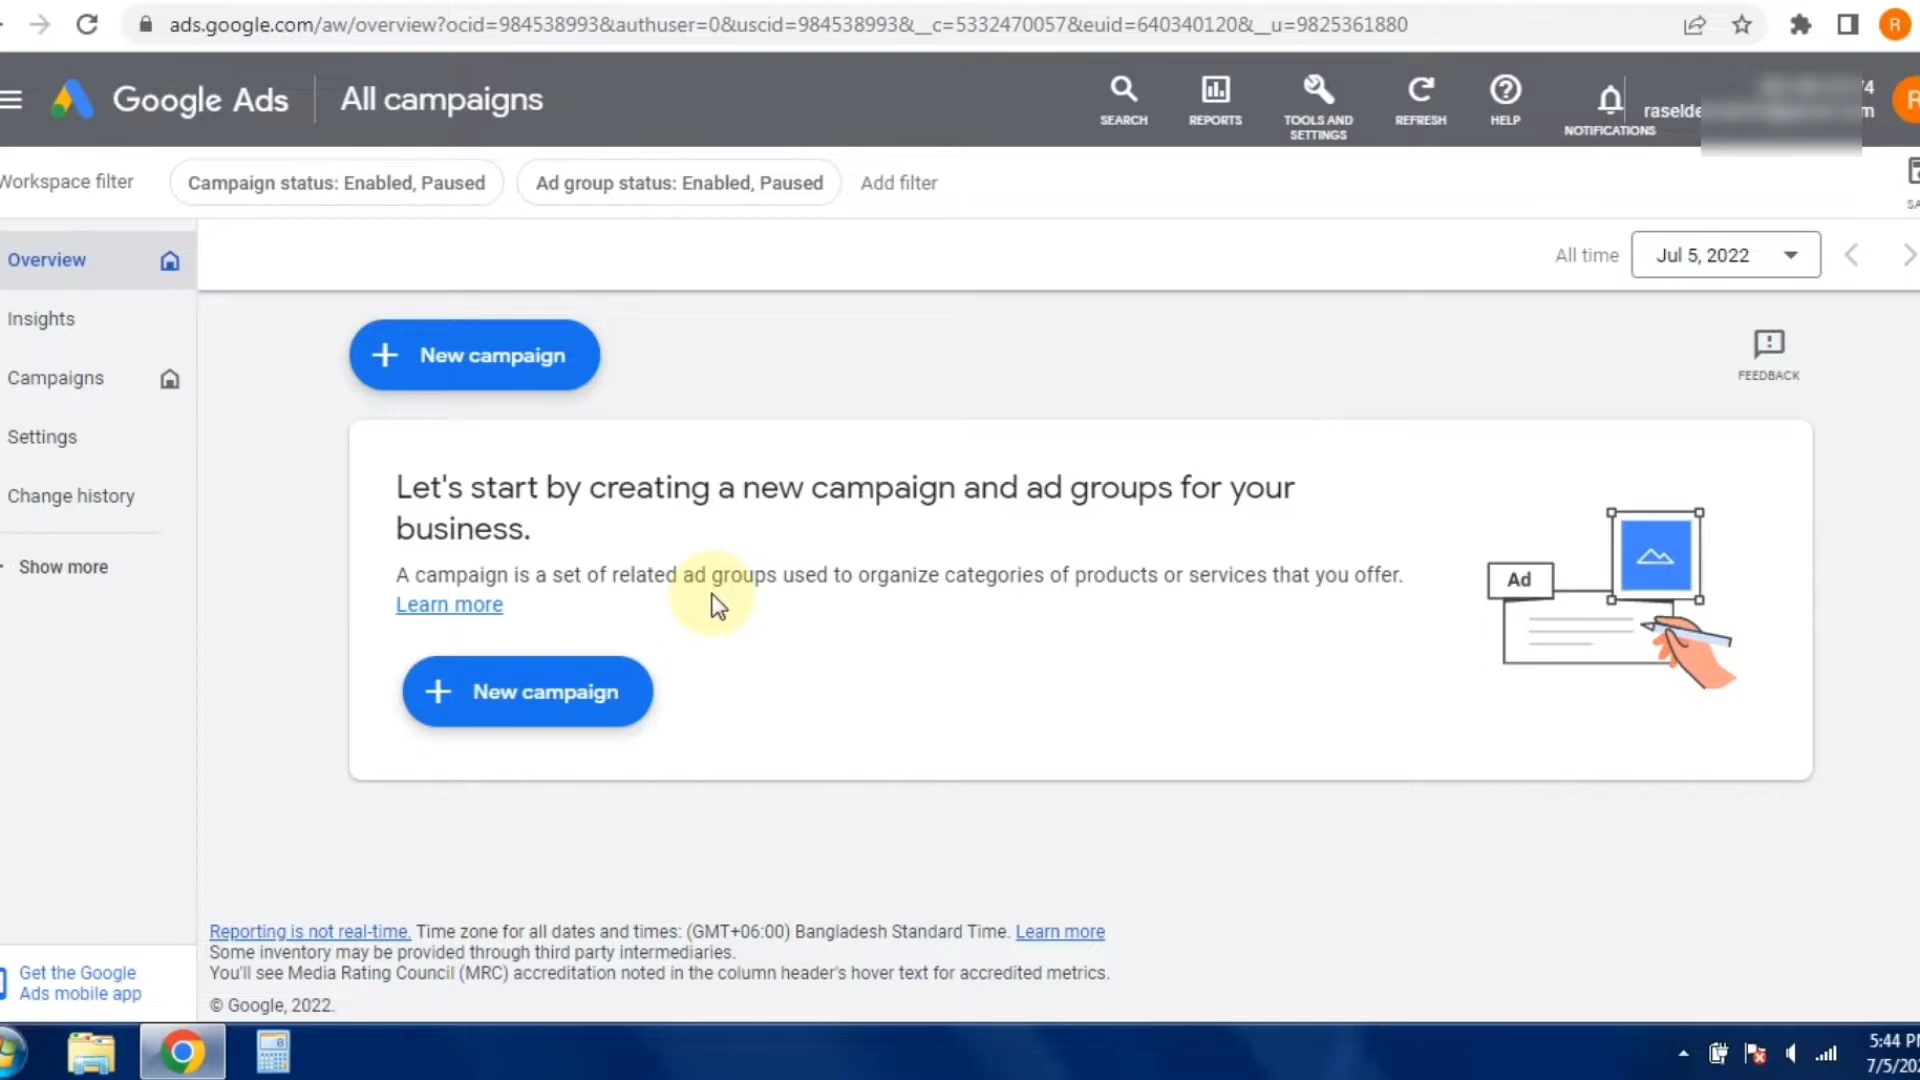 ads.google.com/aw/overview?ocid=984538993&authuser=0&uscid=984538993&__c=5332470057&euid=640340120&__u=9825361880
R
Google Ads
All campaigns
SEARCH
REPORTS
TOOLS AND
SETTINGS
REFRESH
HELP
NOTIFICATIONS
R
Workspace filter
Campaign status: Enabled, Paused
Ad group status: Enabled, Paused
Add filter
Overview
All time
Jul 5, 2022
Insights
Campaigns
Settings
Change history
Show more
New campaign
FEEDBACK
Let's start by creating a new campaign and ad groups for your
business.
A campaign is a set of related ad groups used to organize categories of products or services that you offer.
Learn more
Ad
New campaign
Reporting is not real-time. Time zone for all dates and times: (GMT+06:00) Bangladesh Standard Time. Learn more
Some inventory may be provided through third party intermediaries.
You'll see Media Rating Council (MRC) accreditation noted in the column header's hover text for accredited metrics.
© Google, 2022.
Get the Google
Ads mobile app
5:44